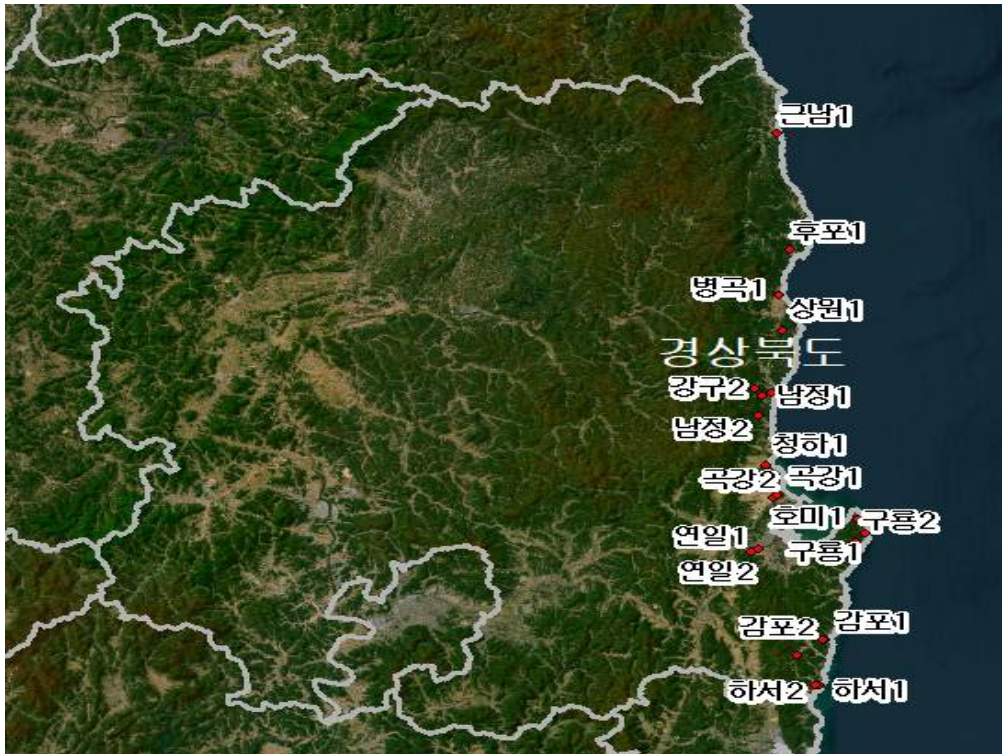 근남1
후포1
병곡1
상원1
경상북도
강구2
남정1
남정2
청하1
곡강2
곡강1
호미1
구룡2
연일1
구룡1
연일2
감포2
감포1
하서2
하서1